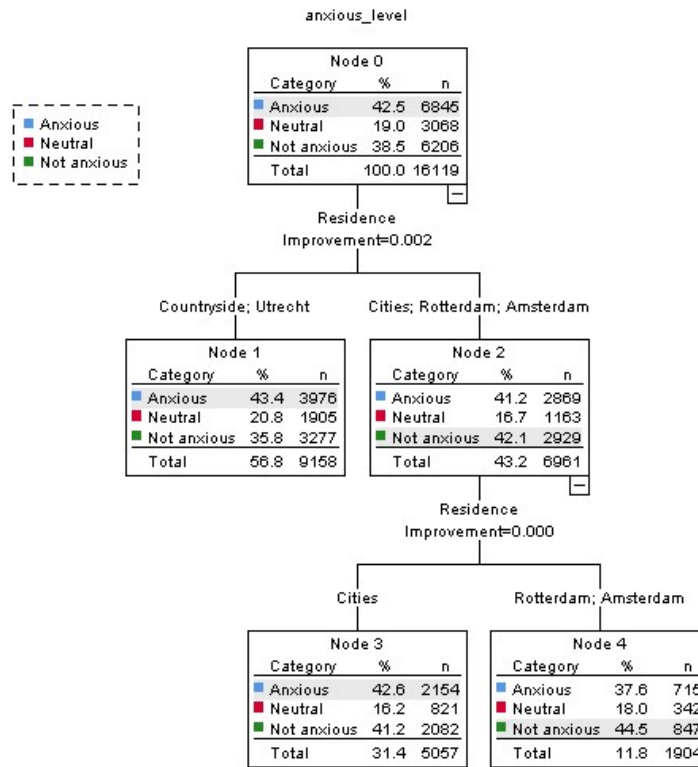 anxious_level
Anxious
Neutral
Not anxious
Node 0
Category % n
Anxious 42.5 6845
Neutral 19.0 3068
Not anxious 38.5 6206
Total 100.0 16119
Residence
Improvement=0.002
Countryside; Utrecht
Cities; Rotterdam; Amsterdam
Node 1
Category % n
Anxious 43.4 3976
Neutral 20.8 1905
Not anxious 35.8 3277
Total 56.8 9158
Node 2
Category % n
Anxious 41.2 2869
Neutral 16.7 1163
Not anxious 42.1 2929
Total 43.2 6961
Residence
Improvement=0.000
Cities
Rotterdam; Amsterdam
Node 3
Category % n
Anxious 42.6 2154
Neutral 16.2 821
Not anxious 41.2 2082
Total 31.4 5057
Node 4
Category % n
Anxious 37.6 715
Neutral 18.0 342
Not anxious 44.5 847
Total 11.8 1904